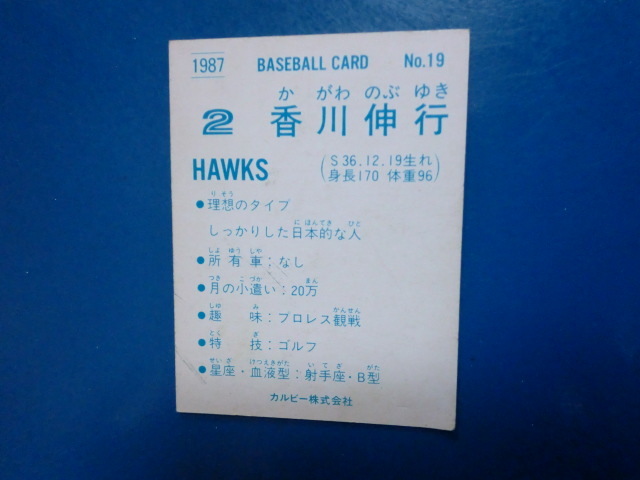 1987 BASEBALL CARD No.19
か がわ のぶ ゆき
2 香川伸行
HAWKS (S36.12.19生れ
身長170 体重96)
りそう
●理想のタイプ
にほんてき ひと
しっかりした日本的な人
しょ ゆう しゃ
●所有車:なし
つき こづか まん
●月の小遣い:20万
しゅ み かんせん
●趣味:プロレス観戦
とく ぎ
●特技:ゴルフ
せいざ けつえきがた いてざ がた
●星座・血液型:射手座・B型
カルビー株式会社